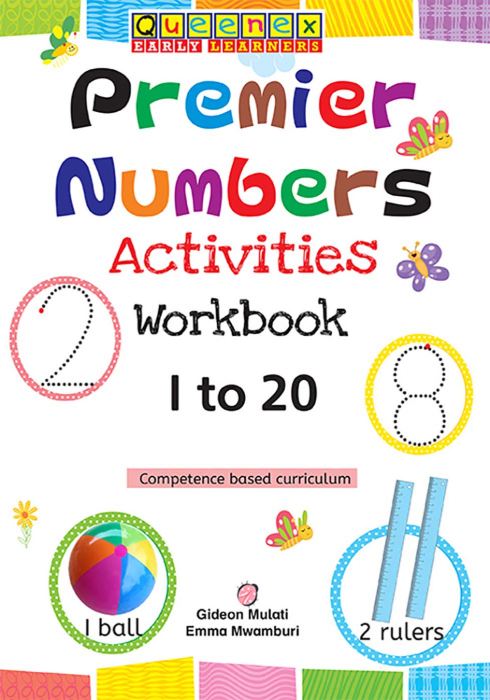 Queenex
EARLY LEARNERS
Premier
Numbers
Activities
Workbook
2
1 to 20
8
Competence based curriculum
1 ball
Gideon Mulati
Emma Mwamburi
2 rulers